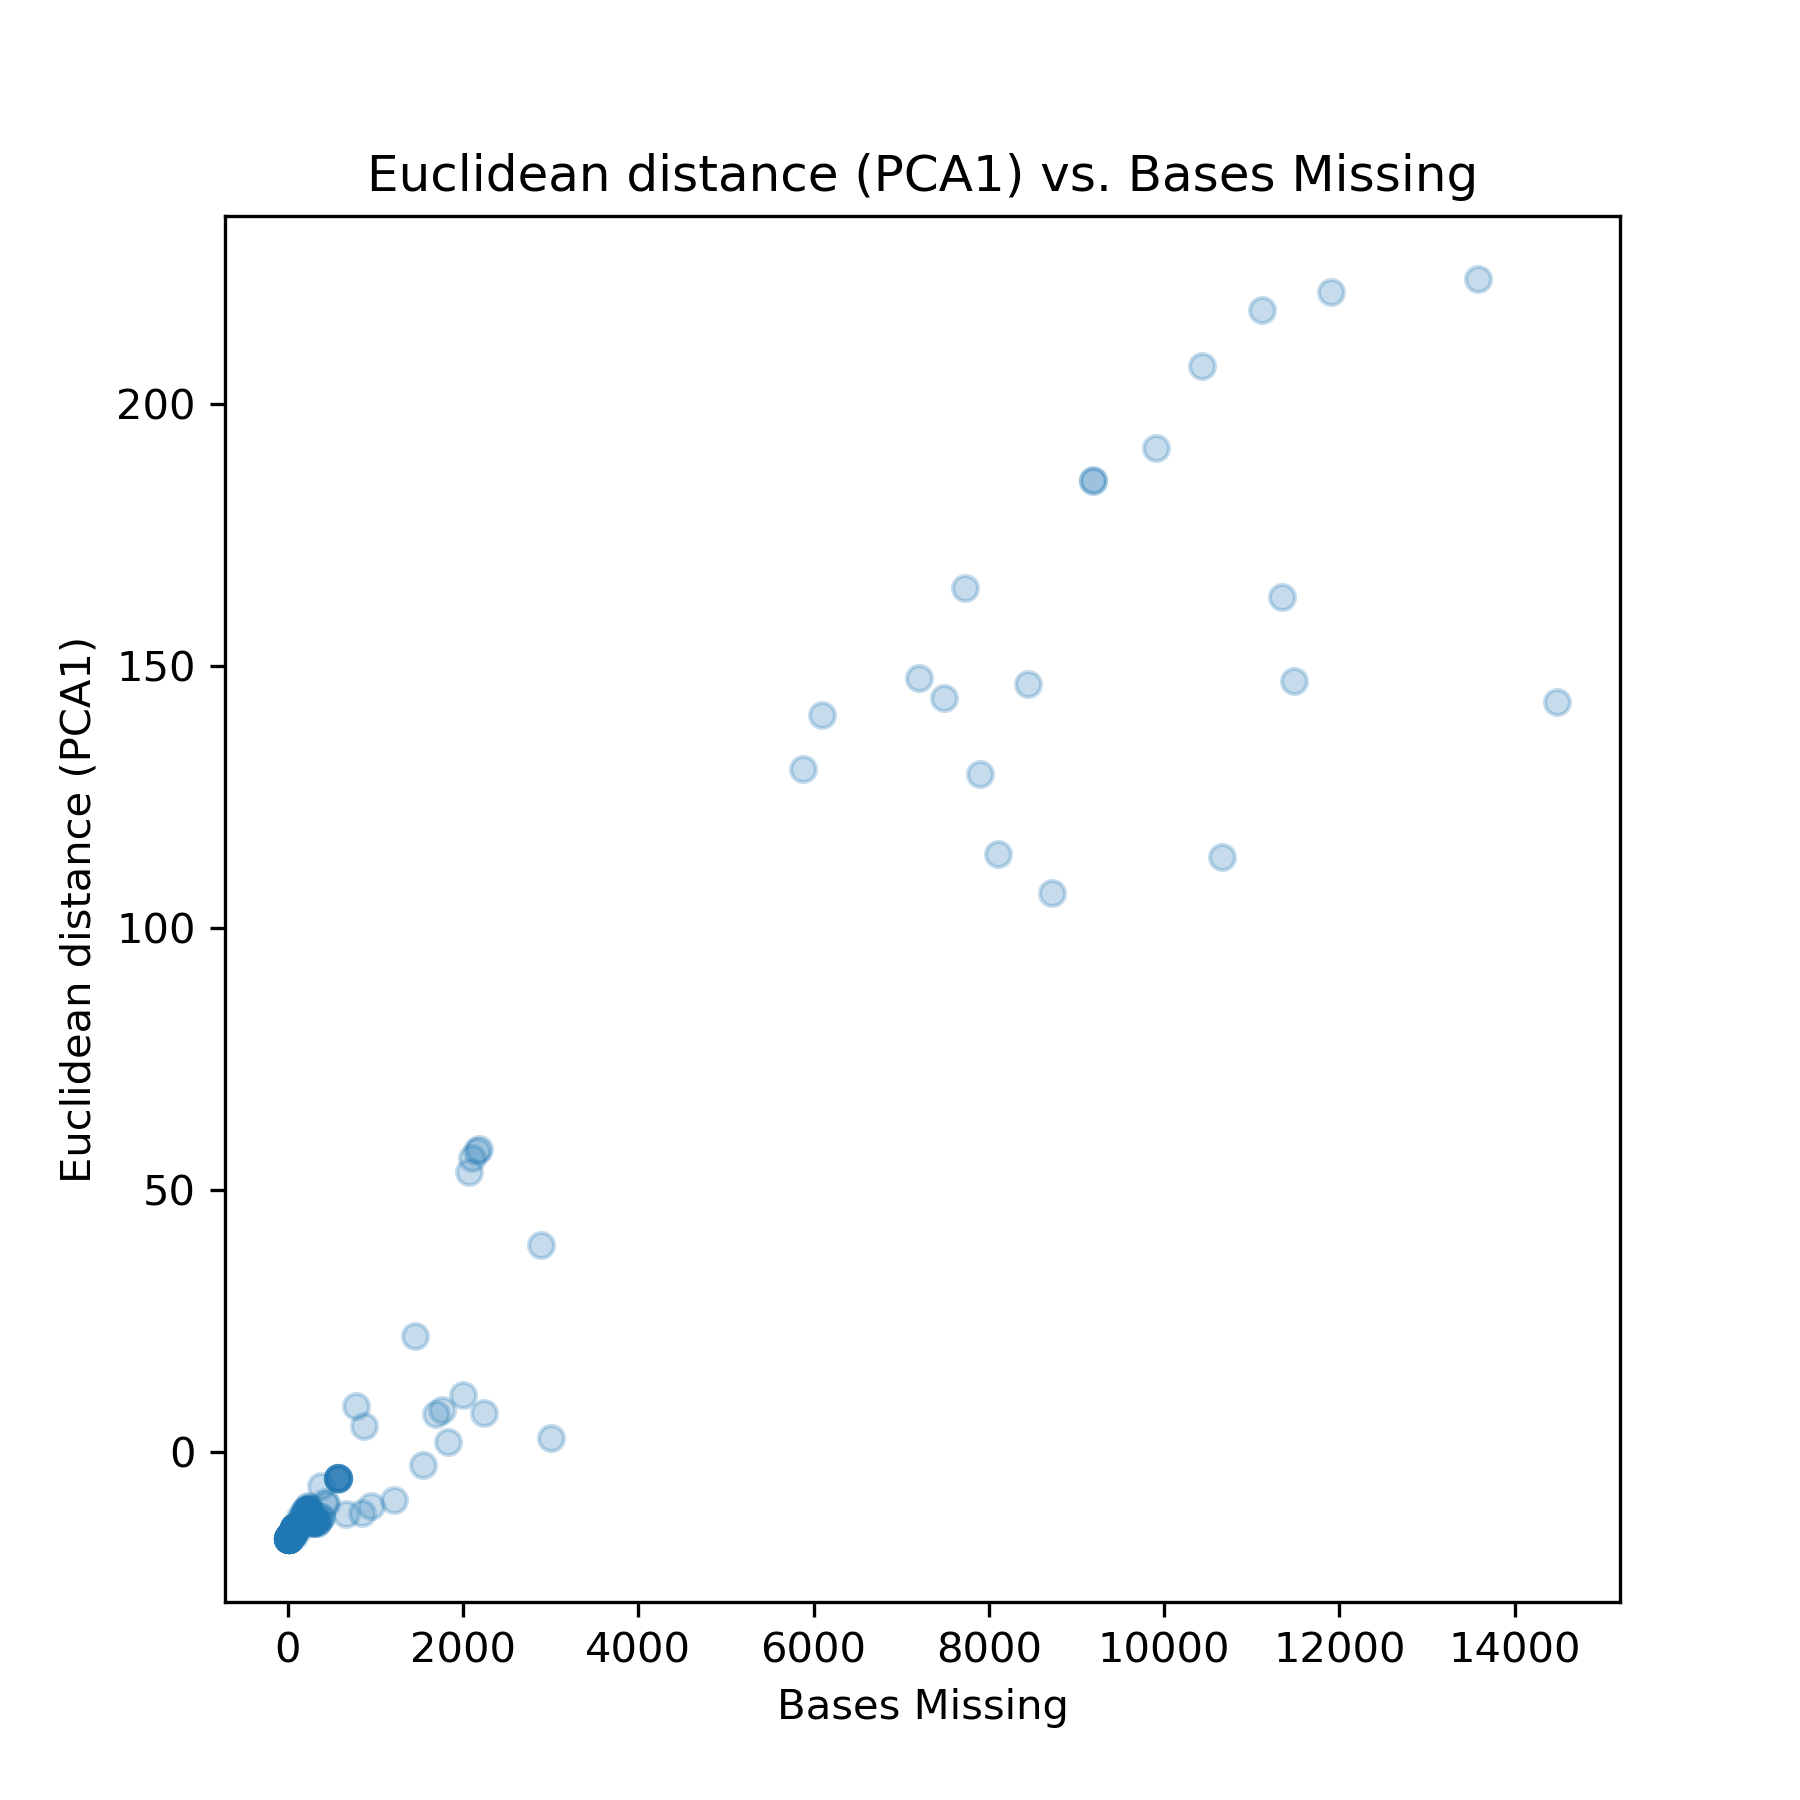 Euclidean distance (PCA1) vs. Bases Missing
Euclidean distance (PCA1)
200
150
100
50
0
0 2000 4000 6000 8000 10000 12000 14000
Bases Missing